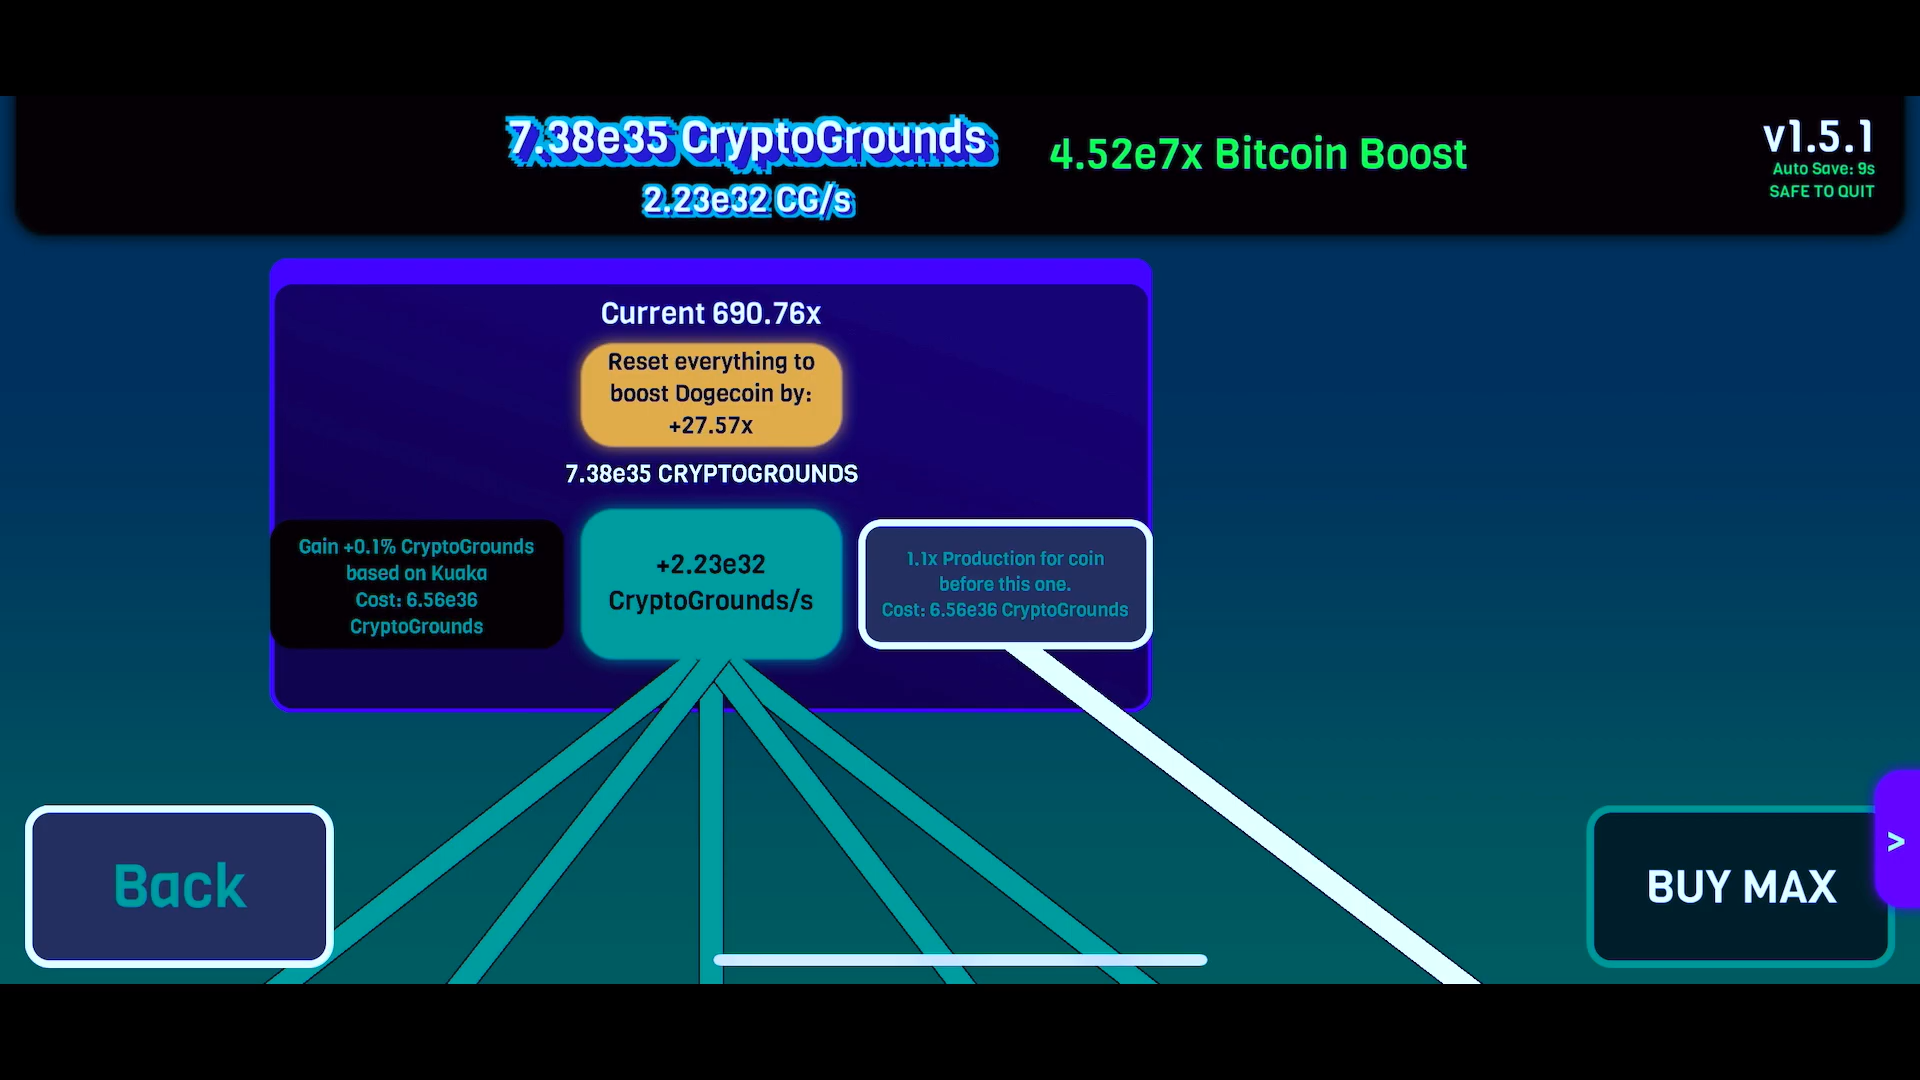 7.38e35 CryptoGrounds
2.23e32 CG/s
4.52e7x Bitcoin Boost
v1.5.1
Auto Save: 9s
SAFE TO QUIT
Current 690.76x
Reset everything to
boost Dogecoin by:
+27.57x
7.38e35 CRYPTOGROUNDS
Gain +0.1% CryptoGrounds
based on Kuaka
Cost: 6.56e36
CryptoGrounds
+2.23e32
CryptoGrounds/s
1.1x Production for coin
before this one.
Cost: 6.56e36 CryptoGrounds
Back
BUY MAX
>